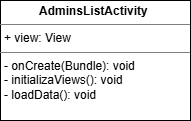 AdminsListActivity
+ view: View
- onCreate(Bundle): void
- initializaViews(): void
- loadData(): void